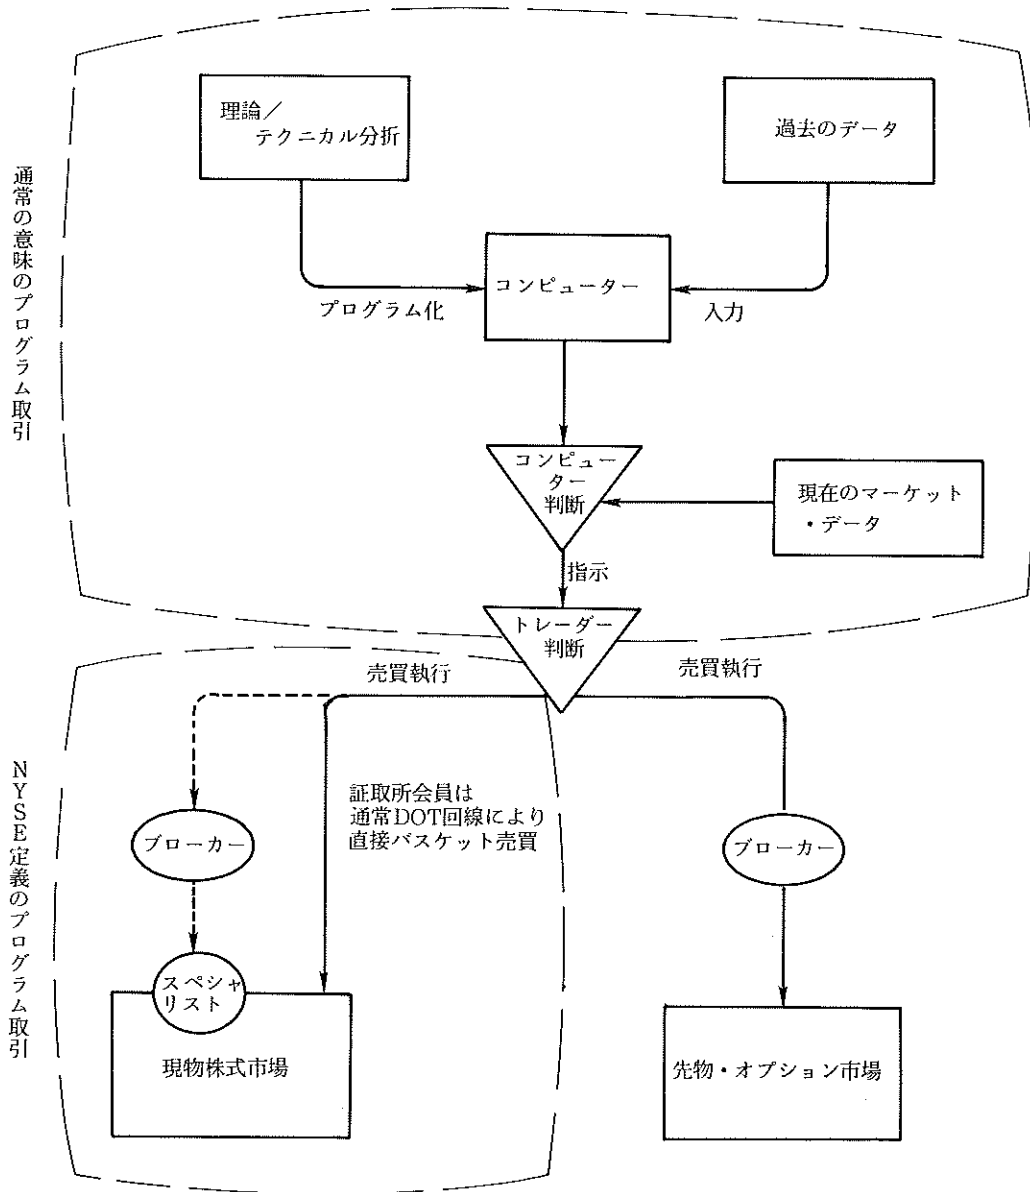 理論／
テクニカル分折
過去のデータ
通常の意味のプログラム取引
コンピューター
プログラム化
入力
コンピュー
ター
判断
現在のマーケット
・データ
指示
トレーダー
判断
売買執行
売買執行
NYSE定義のプログラム取引
証取所会員は
通常DOT回線により
直接バスケット売買
ブローカー
ブローカー
スペシャ
リスト
現物株式市場
先物・オプション市場